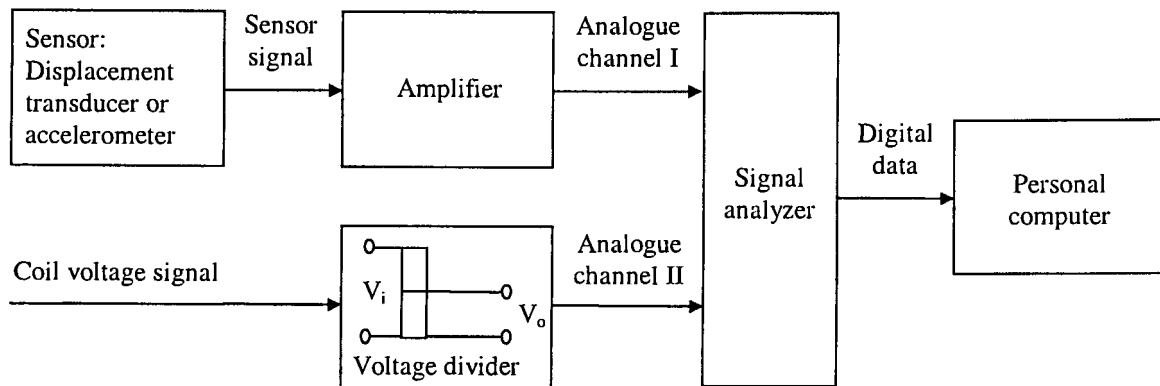 Sensor:
Displacement
transducer or
accelerometer
Sensor
signal
Amplifier
Analogue
channel I
Signal
analyzer
Digital
data
Personal
computer
Coil voltage signal
V_i
V_o
Voltage divider
Analogue
channel II